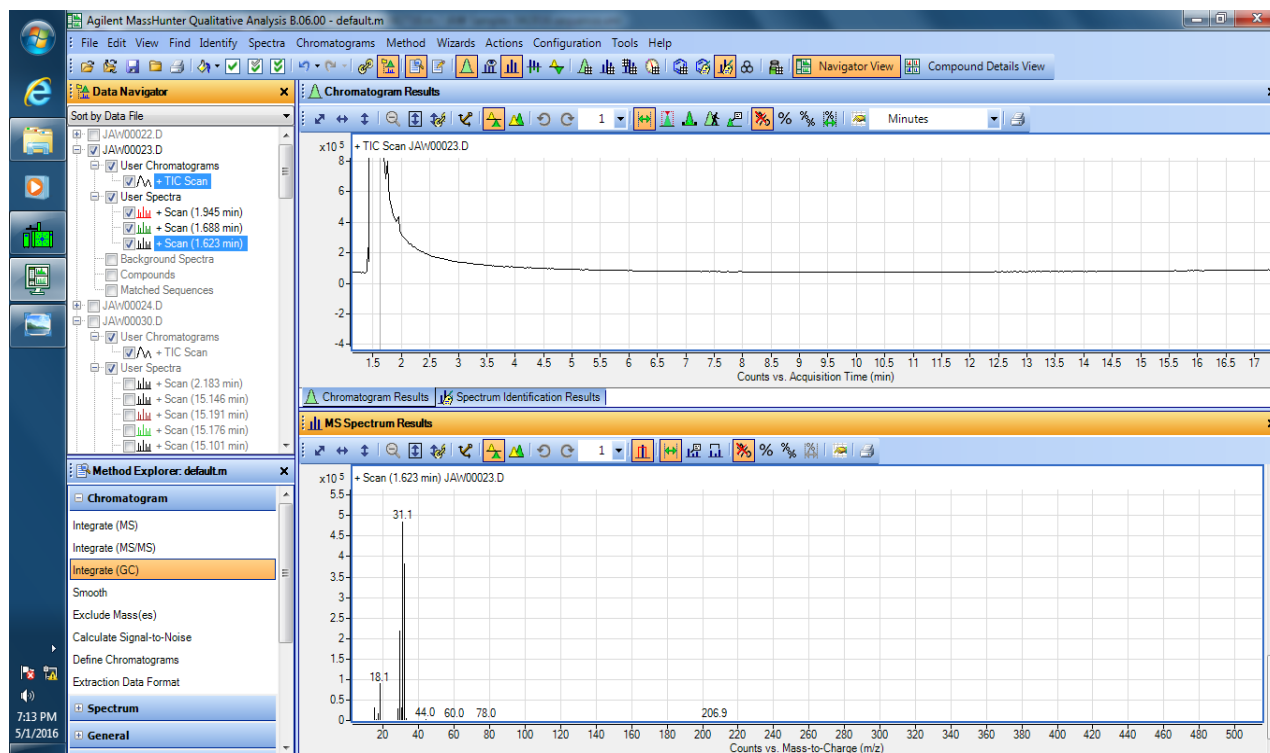 Agilent MassHunter Qualitative Analysis B.06.00 - default.m
File Edit View Find Identify Spectra Chromatograms Method Wizards Actions Configuration Tools Help
Navigator View Compound Details View
Data Navigator
Sort by Data File
JAW00022.D
JAW00023.D
User Chromatograms
+ TIC Scan
User Spectra
+ Scan (1.945 min)
+ Scan (1.688 min)
+ Scan (1.623 min)
Background Spectra
Compounds
Matched Sequences
JAW00024.D
JAW00030.D
User Chromatograms
+ TIC Scan
User Spectra
+ Scan (2.183 min)
+ Scan (15.146 min)
+ Scan (15.191 min)
+ Scan (15.176 min)
+ Scan (15.101 min)
Method Explorer: default.m
Chromatogram
Integrate (MS)
Integrate (MS/MS)
Integrate (GC)
Smooth
Exclude Mass(es)
Calculate Signal-to-Noise
Define Chromatograms
Extraction Data Format
Spectrum
General
7:13 PM
5/1/2016
Chromatogram Results
1 % Minutes
x10 5 + TIC Scan JAW00023.D
8
6
4
2
0
-2
-4
1.5 2 2.5 3 3.5 4 4.5 5 5.5 6 6.5 7 7.5 8 8.5 9 9.5 10 10.5 11 11.5 12 12.5 13 13.5 14 14.5 15 15.5 16 16.5 17
Counts vs. Acquisition Time (min)
Chromatogram Results Spectrum Identification Results
MS Spectrum Results
1 %
x10 5 + Scan (1.623 min) JAW00023.D
5.5
5
4.5
4
3.5
3
2.5
2
1.5
1
0.5
0
31.1
18.1
44.0 60.0 78.0 206.9
20 40 60 80 100 120 140 160 180 200 220 240 260 280 300 320 340 360 380 400 420 440 460 480 500
Counts vs. Mass-to-Charge (m/z)